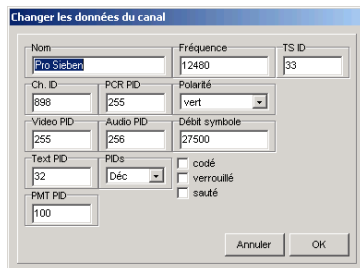 Changer les données du canal
Nom Fréquence TS ID
Pro Sieben 12480 33
Ch. ID PCR PID Polarité
898 255 vert
Video PID Audio PID Débit symbole
255 256 27500
Text PID PIDs codé
32 Déc verrouillé
PMT PID sauté
100
Annuler OK